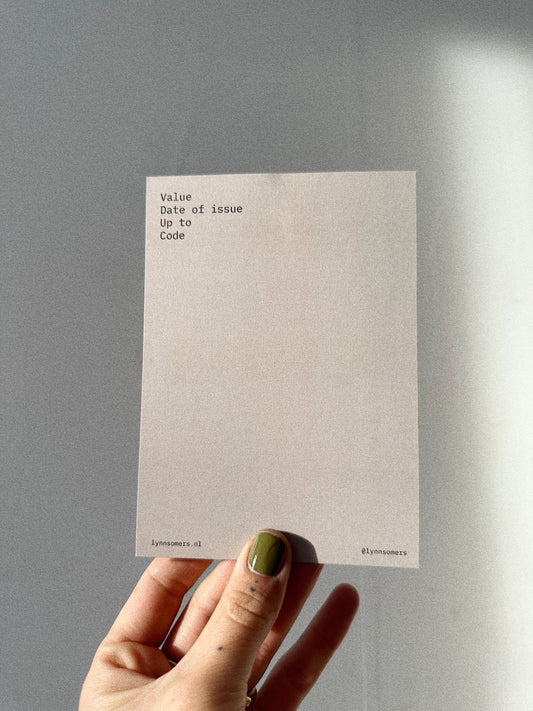 Value
Date of issue
Up to
Code
lynnsomers.nl
@lynnsomers